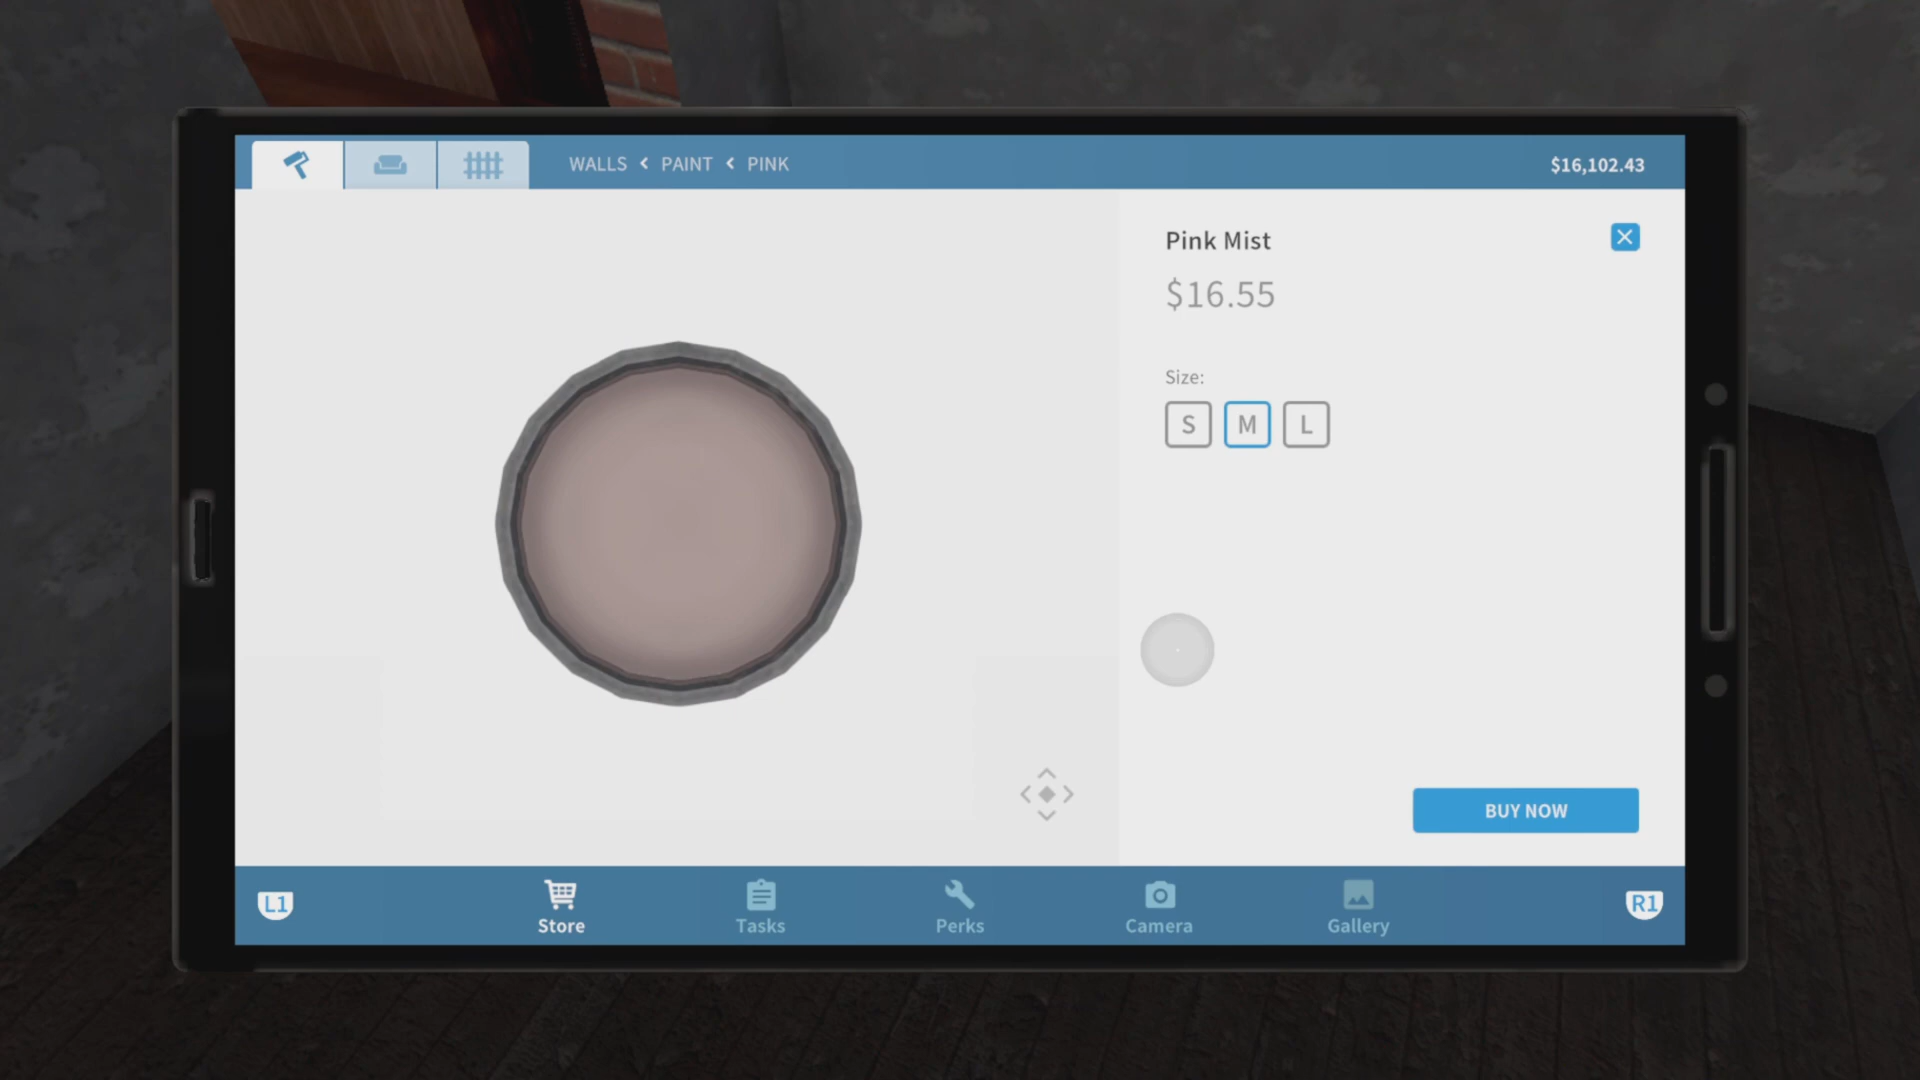 WALLS < PAINT < PINK
$16,102.43
Pink Mist
$16.55
Size:
S M L
BUY NOW
L1
Store
Tasks
Perks
Camera
Gallery
R1